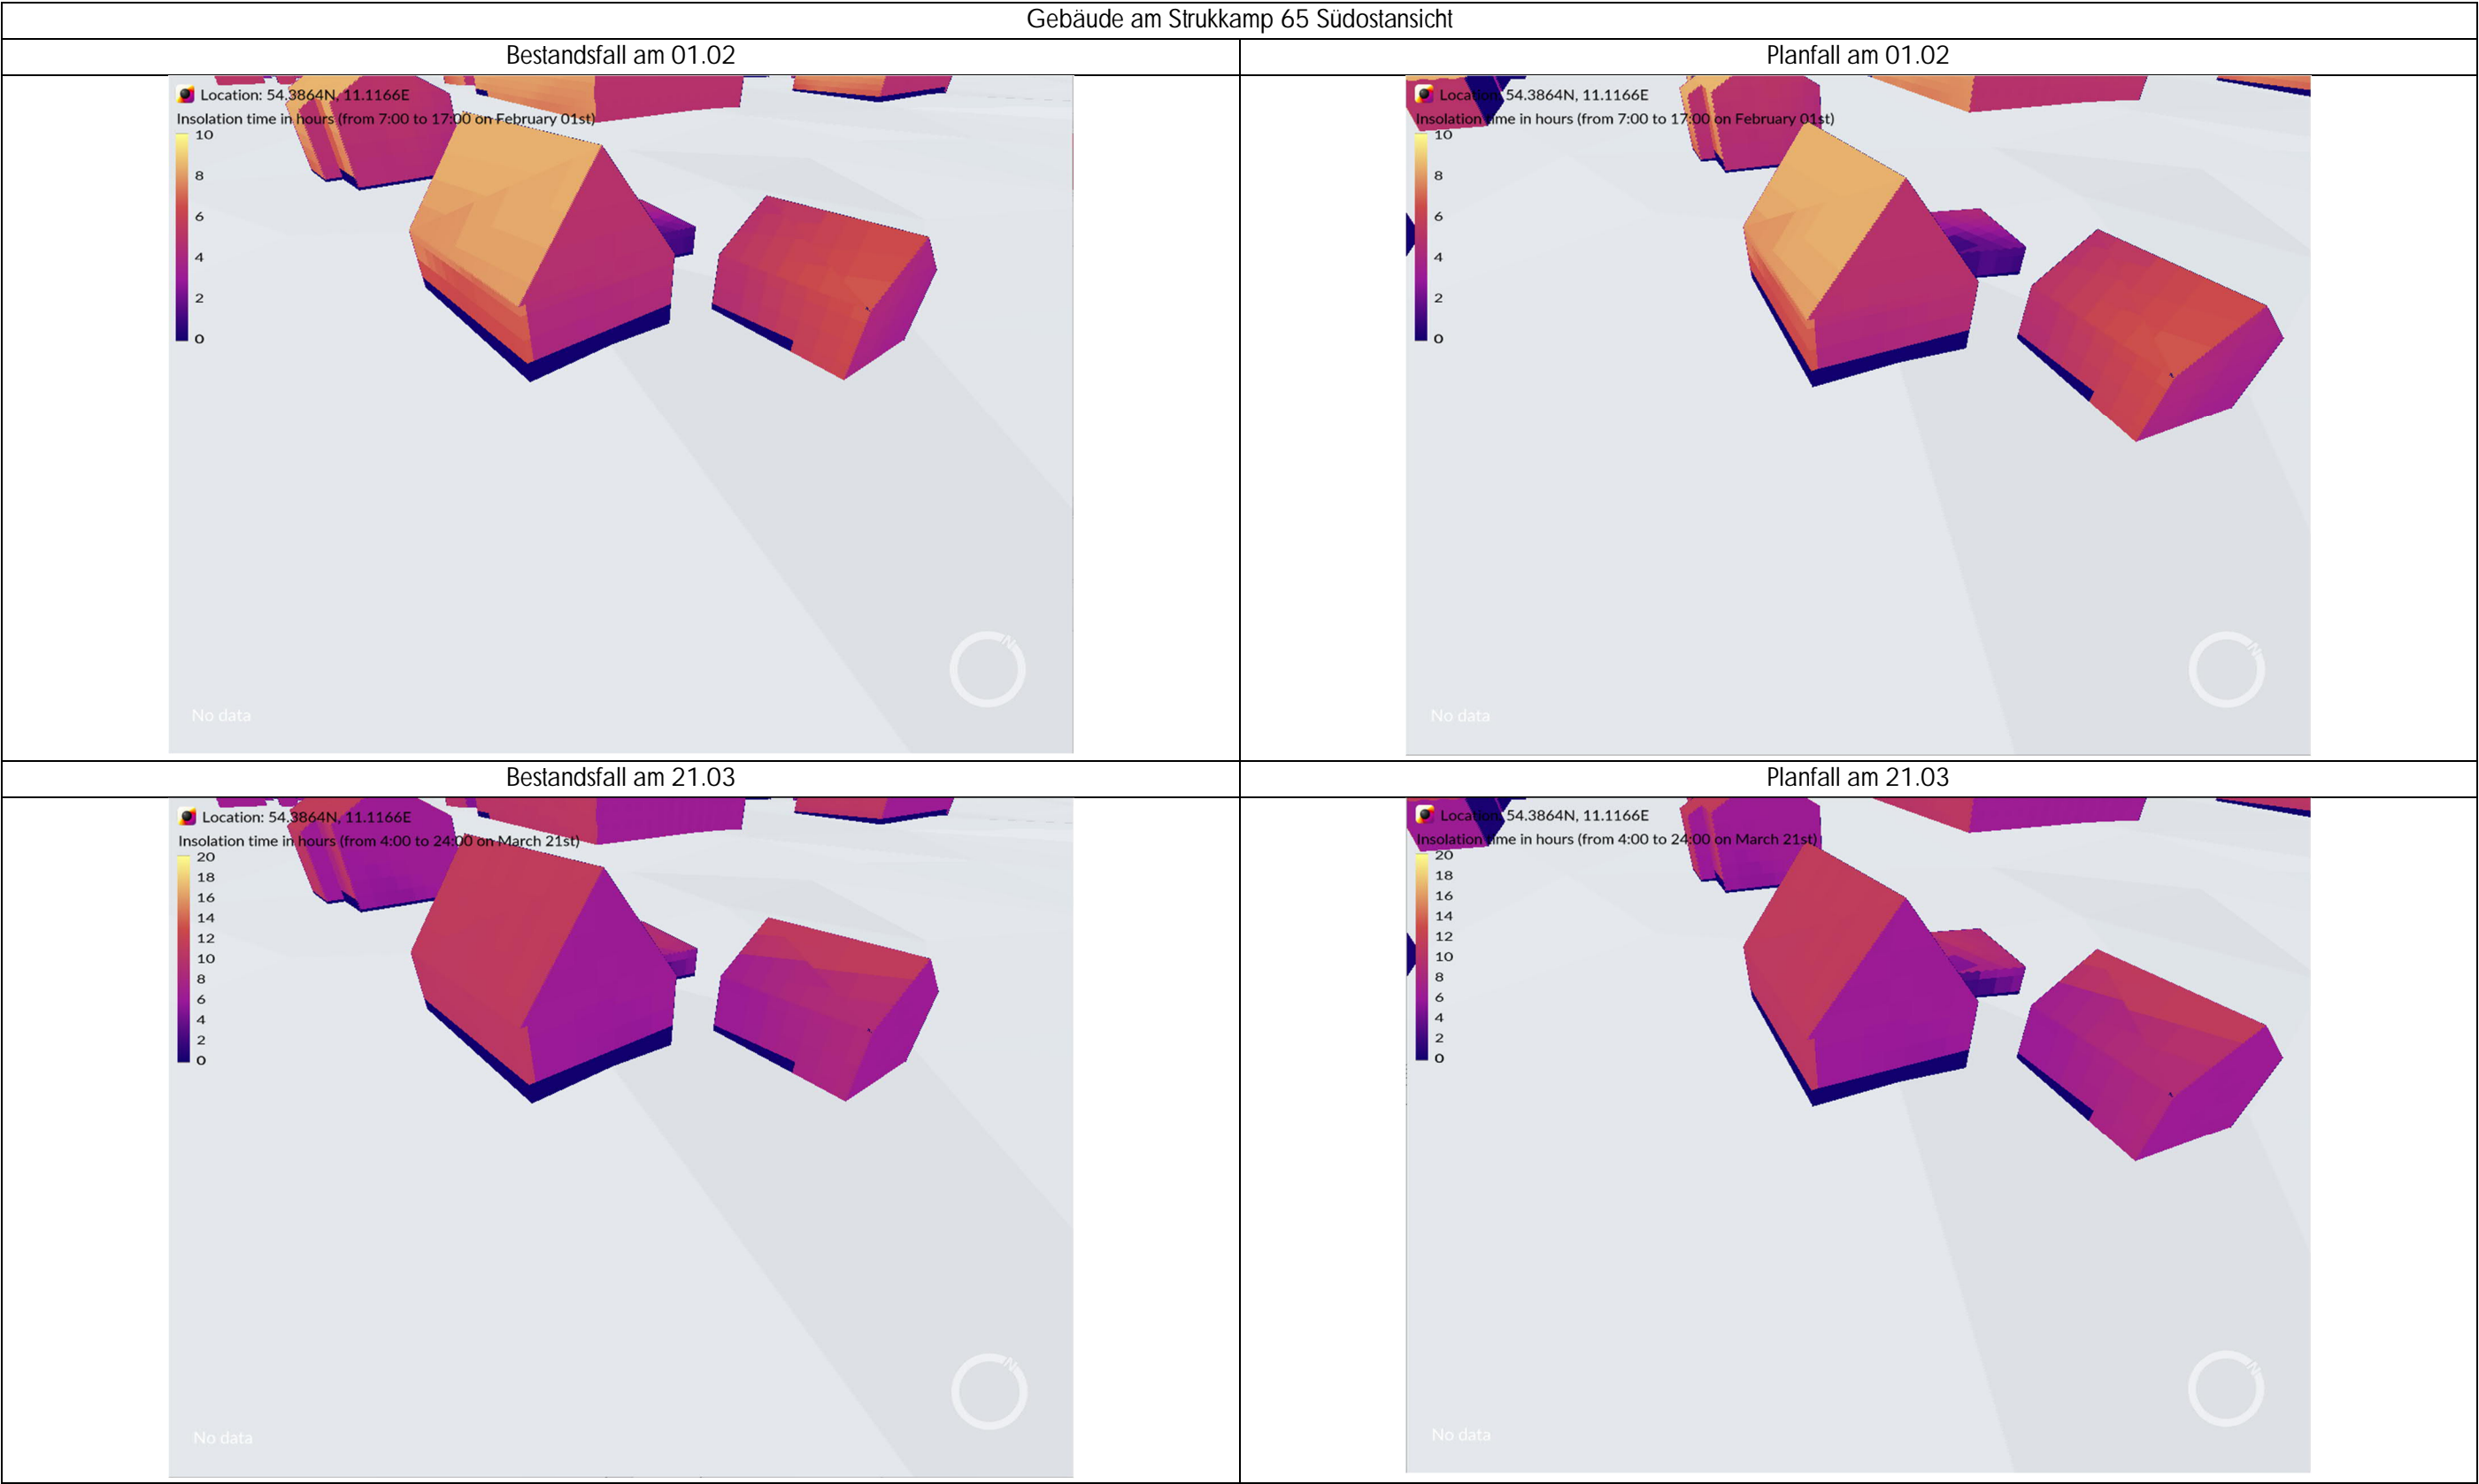 Gebäude am Strukkamp 65 Südostansicht
Bestandsfall am 01.02
Planfall am 01.02
Location: 54.3864N, 11.1166E
Insolation time in hours (from 7:00 to 17:00 on February 01st)
10
8
6
4
2
0
N
No data
Location: 54.3864N, 11.1166E
Insolation time in hours (from 7:00 to 17:00 on February 01st)
10
8
6
4
2
0
N
No data
Bestandsfall am 21.03
Planfall am 21.03
Location: 54.3864N, 11.1166E
Insolation time in hours (from 4:00 to 24:00 on March 21st)
20
18
16
14
12
10
8
6
4
2
0
N
No data
Location: 54.3864N, 11.1166E
Insolation time in hours (from 4:00 to 24:00 on March 21st)
20
18
16
14
12
10
8
6
4
2
0
N
No data